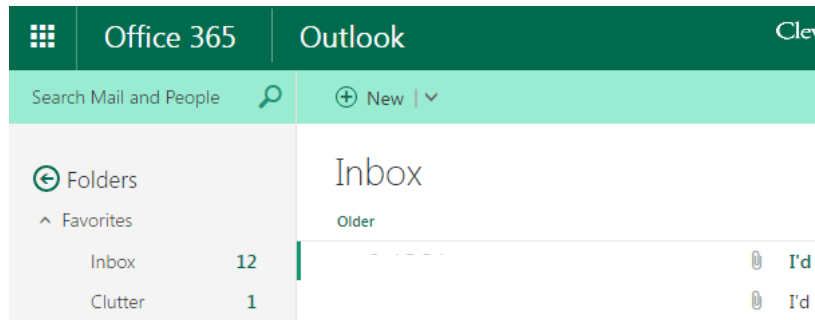 Office 365 Outlook
Search Mail and People New
Inbox
Folders
Favorites Older
Inbox 12 I'd
Clutter 1 I'd